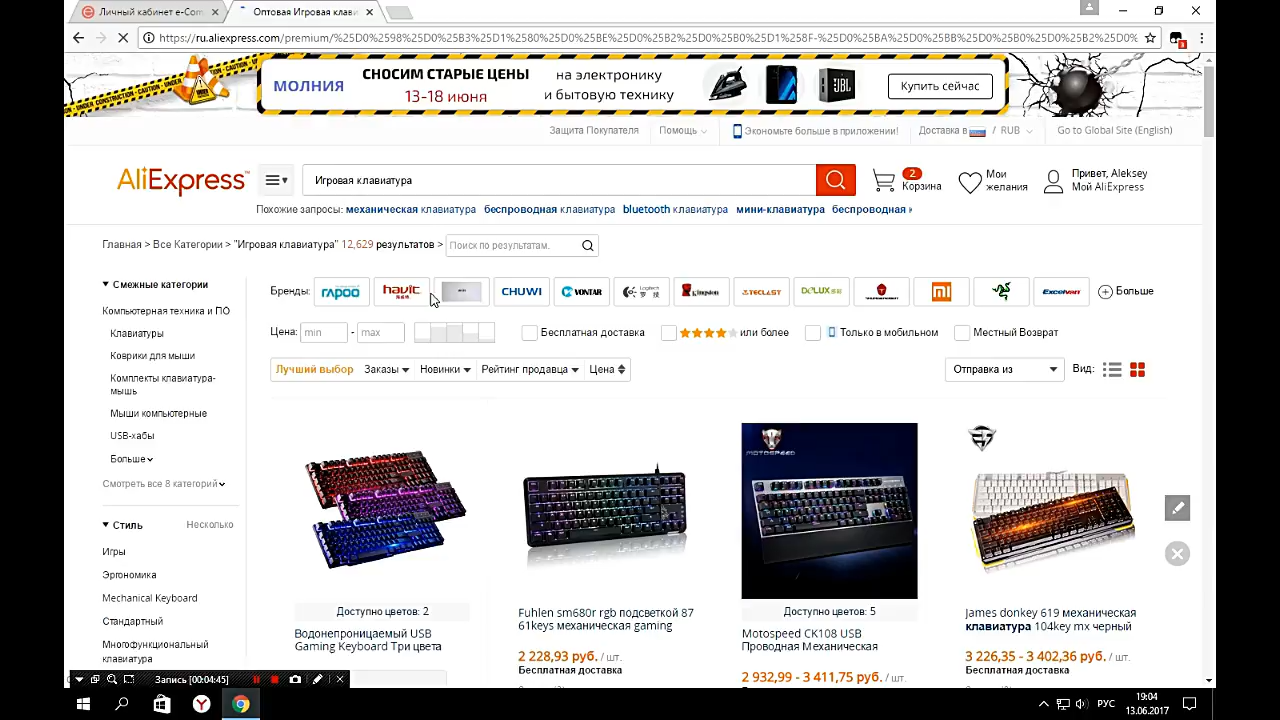 Личный кабинет e-Com
Оптовая Игровая клави
https://ru.aliexpress.com/premium/%25D0%2598%25D0%25B3%25D1%2580%25D0%25BE%25D0%25B2%25D0%25B0%25D1%258F-%25D0%25BA%25D0%25BB%25D0%25B0%25D0%25B2%25D0%
МОЛНИЯ
СНОСИМ СТАРЫЕ ЦЕНЫ
13-18 июня
на электронику
и бытовую технику
JBL
Купить сейчас
Защита Покупателя
Помощь
Экономьте больше в приложении!
Доставка в / RUB
Go to Global Site (English)
AliExpress
Игровая клавиатура
2
Корзина
Мои
желания
Привет, Aleksey
Мой AliExpress
Похожие запросы: механическая клавиатура беспроводная клавиатура bluetooth клавиатура мини-клавиатура беспроводная к
Главная > Все Категории > "Игровая клавиатура" 12,629 результатов > Поиск по результатам.
Смежные категории
Компьютерная техника и ПО
Клавиатуры
Коврики для мыши
Комплекты клавиатура-
мышь
Мыши компьютерные
USB-хабы
Больше
Смотреть все 8 категорий
Стиль Несколько
Игры
Эргономика
Mechanical Keyboard
Стандартный
Многофункциональный
клавиатура
Бренды: rapoo havit CHUWI VONTAR Logitech Kingston TECLAST DELUX Excelvan Больше
Цена: min - max Бесплатная доставка или более Только в мобильном Местный Возврат
Лучший выбор Заказы Новинки Рейтинг продавца Цена
Отправка из
Вид:
Доступно цветов: 2
Водонепроницаемый USB
Gaming Keyboard Три цвета
Fuhlen sm680r rgb подсветкой 87
61keys механическая gaming
2 228,93 руб. / шт.
Бесплатная доставка
MOTOSPEED
Доступно цветов: 5
Motospeed CK108 USB
Проводная Механическая
2 932,99 - 3 411,75 руб. / шт.
James donkey 619 механическая
клавиатура 104key mx черный
3 226,35 - 3 402,36 руб. / шт.
Бесплатная доставка
Запись [00:04:45]
РУС
19:04
13.06.2017